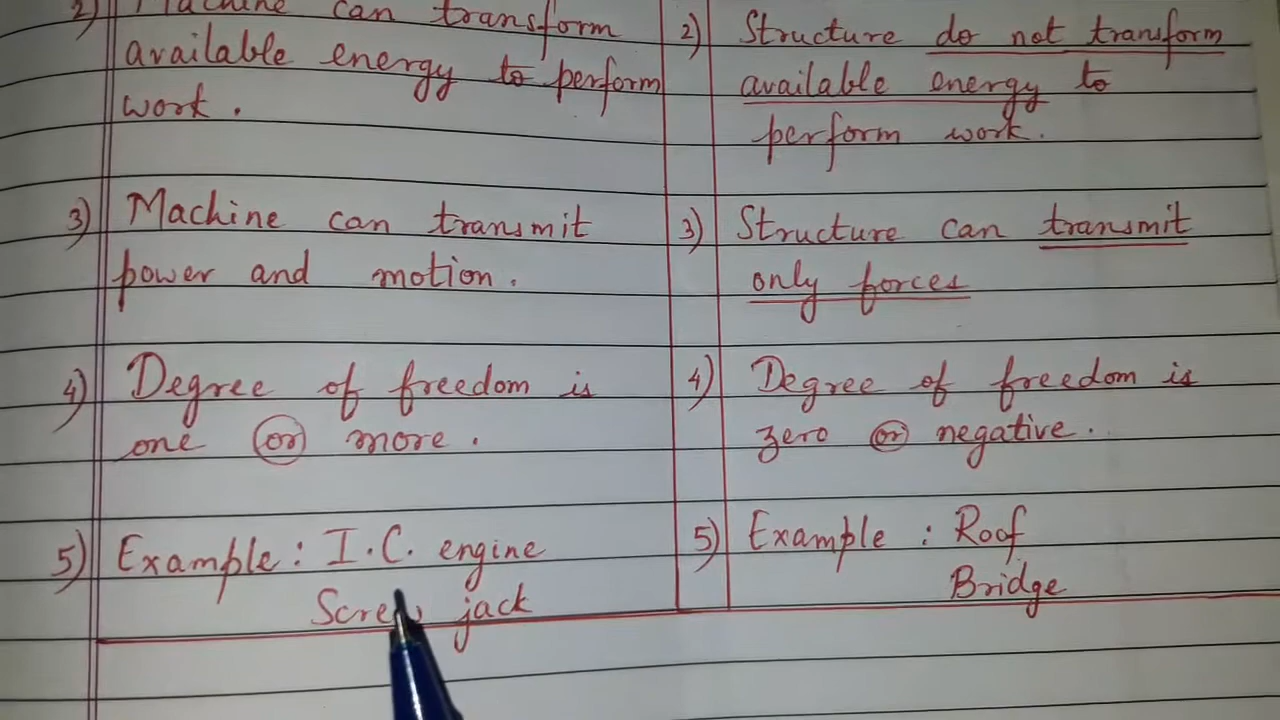 2) Machine can transform
available energy to perform
work.
2) Structure do not transform
available energy to
perform work.
3) Machine can transmit
power and motion.
3) Structure can transmit
only forces
4) Degree of freedom is
one or more.
4) Degree of freedom is
zero or negative.
5) Example: I.C. engine
Screw jack
5) Example: Roof
Bridge